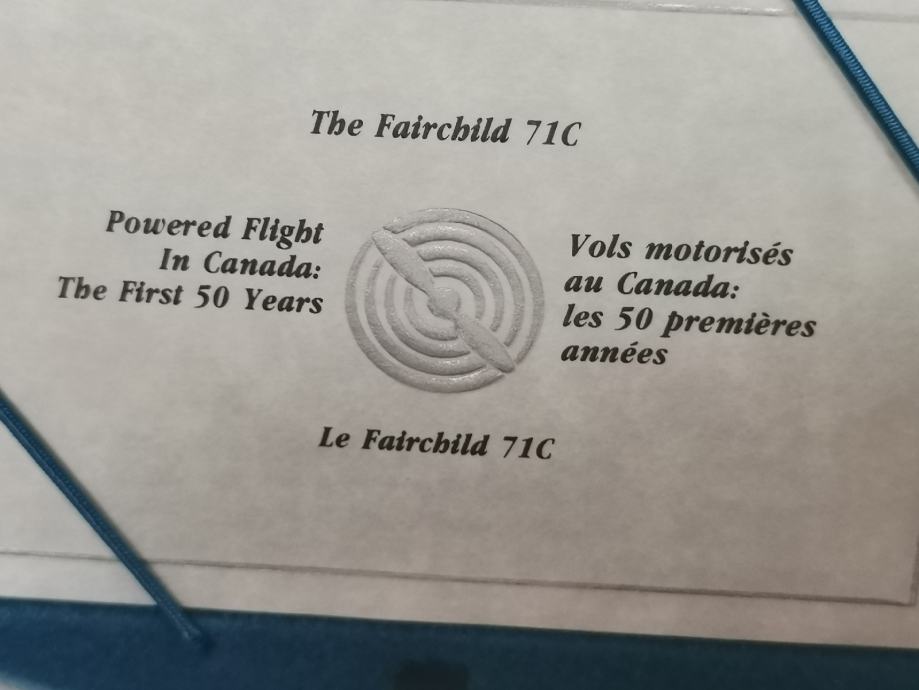 The Fairchild 71C
Powered Flight
In Canada:
The First 50 Years
Vols motorisés
au Canada:
les 50 premières
années
Le Fairchild 71C